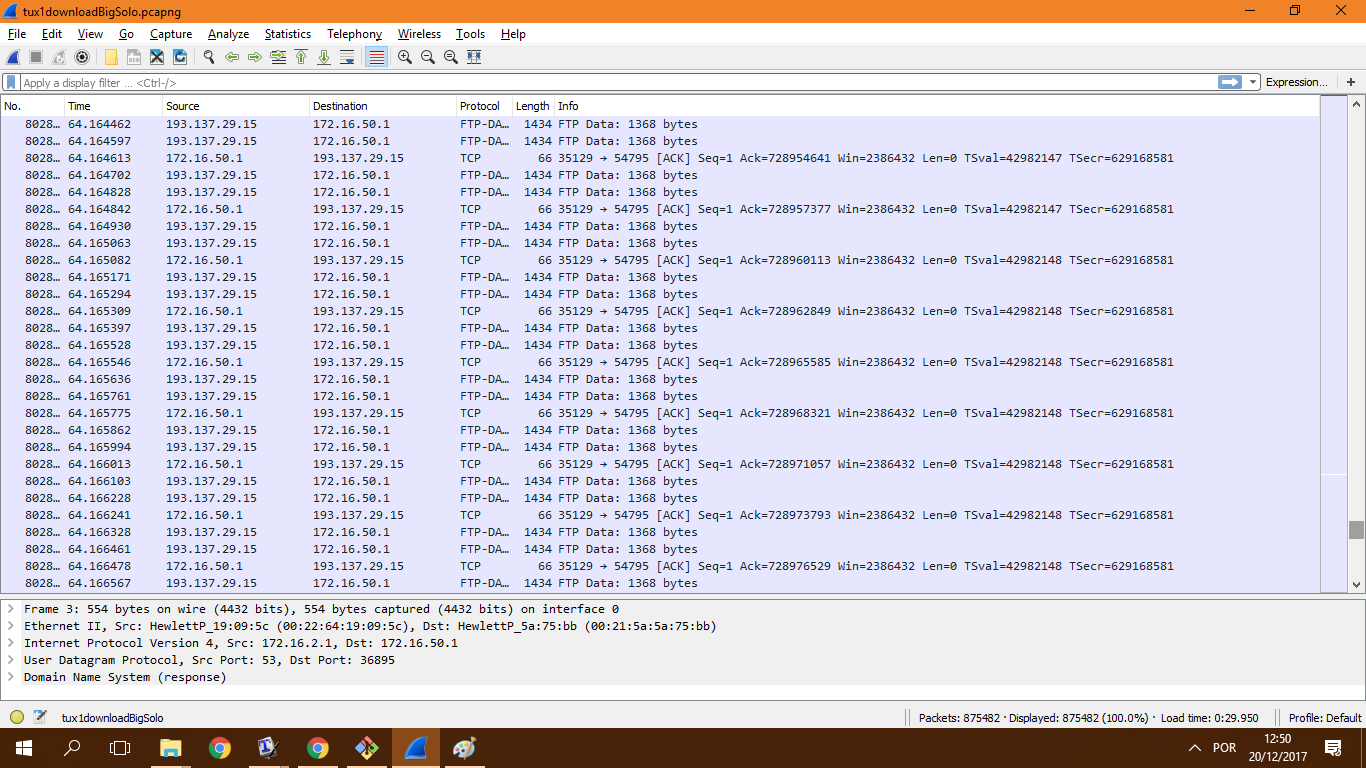 tux1downloadBigSolo.pcapng
File Edit View Go Capture Analyze Statistics Telephony Wireless Tools Help
Apply a display filter ... <Ctrl-/> Expression... +
No. Time Source Destination Protocol Length Info
8028… 64.164462 193.137.29.15 172.16.50.1 FTP-DA… 1434 FTP Data: 1368 bytes
8028… 64.164597 193.137.29.15 172.16.50.1 FTP-DA… 1434 FTP Data: 1368 bytes
8028… 64.164613 172.16.50.1 193.137.29.15 TCP 66 35129 → 54795 [ACK] Seq=1 Ack=728954641 Win=2386432 Len=0 TSval=42982147 TSecr=629168581
8028… 64.164702 193.137.29.15 172.16.50.1 FTP-DA… 1434 FTP Data: 1368 bytes
8028… 64.164828 193.137.29.15 172.16.50.1 FTP-DA… 1434 FTP Data: 1368 bytes
8028… 64.164842 172.16.50.1 193.137.29.15 TCP 66 35129 → 54795 [ACK] Seq=1 Ack=728957377 Win=2386432 Len=0 TSval=42982147 TSecr=629168581
8028… 64.164930 193.137.29.15 172.16.50.1 FTP-DA… 1434 FTP Data: 1368 bytes
8028… 64.165063 193.137.29.15 172.16.50.1 FTP-DA… 1434 FTP Data: 1368 bytes
8028… 64.165082 172.16.50.1 193.137.29.15 TCP 66 35129 → 54795 [ACK] Seq=1 Ack=728960113 Win=2386432 Len=0 TSval=42982148 TSecr=629168581
8028… 64.165171 193.137.29.15 172.16.50.1 FTP-DA… 1434 FTP Data: 1368 bytes
8028… 64.165294 193.137.29.15 172.16.50.1 FTP-DA… 1434 FTP Data: 1368 bytes
8028… 64.165309 172.16.50.1 193.137.29.15 TCP 66 35129 → 54795 [ACK] Seq=1 Ack=728962849 Win=2386432 Len=0 TSval=42982148 TSecr=629168581
8028… 64.165397 193.137.29.15 172.16.50.1 FTP-DA… 1434 FTP Data: 1368 bytes
8028… 64.165528 193.137.29.15 172.16.50.1 FTP-DA… 1434 FTP Data: 1368 bytes
8028… 64.165546 172.16.50.1 193.137.29.15 TCP 66 35129 → 54795 [ACK] Seq=1 Ack=728965585 Win=2386432 Len=0 TSval=42982148 TSecr=629168581
8028… 64.165636 193.137.29.15 172.16.50.1 FTP-DA… 1434 FTP Data: 1368 bytes
8028… 64.165761 193.137.29.15 172.16.50.1 FTP-DA… 1434 FTP Data: 1368 bytes
8028… 64.165775 172.16.50.1 193.137.29.15 TCP 66 35129 → 54795 [ACK] Seq=1 Ack=728968321 Win=2386432 Len=0 TSval=42982148 TSecr=629168581
8028… 64.165862 193.137.29.15 172.16.50.1 FTP-DA… 1434 FTP Data: 1368 bytes
8028… 64.165994 193.137.29.15 172.16.50.1 FTP-DA… 1434 FTP Data: 1368 bytes
8028… 64.166013 172.16.50.1 193.137.29.15 TCP 66 35129 → 54795 [ACK] Seq=1 Ack=728971057 Win=2386432 Len=0 TSval=42982148 TSecr=629168581
8028… 64.166103 193.137.29.15 172.16.50.1 FTP-DA… 1434 FTP Data: 1368 bytes
8028… 64.166228 193.137.29.15 172.16.50.1 FTP-DA… 1434 FTP Data: 1368 bytes
8028… 64.166241 172.16.50.1 193.137.29.15 TCP 66 35129 → 54795 [ACK] Seq=1 Ack=728973793 Win=2386432 Len=0 TSval=42982148 TSecr=629168581
8028… 64.166328 193.137.29.15 172.16.50.1 FTP-DA… 1434 FTP Data: 1368 bytes
8028… 64.166461 193.137.29.15 172.16.50.1 FTP-DA… 1434 FTP Data: 1368 bytes
8028… 64.166478 172.16.50.1 193.137.29.15 TCP 66 35129 → 54795 [ACK] Seq=1 Ack=728976529 Win=2386432 Len=0 TSval=42982148 TSecr=629168581
8028… 64.166567 193.137.29.15 172.16.50.1 FTP-DA… 1434 FTP Data: 1368 bytes
Frame 3: 554 bytes on wire (4432 bits), 554 bytes captured (4432 bits) on interface 0
Ethernet II, Src: HewlettP_19:09:5c (00:22:64:19:09:5c), Dst: HewlettP_5a:75:bb (00:21:5a:5a:75:bb)
Internet Protocol Version 4, Src: 172.16.2.1, Dst: 172.16.50.1
User Datagram Protocol, Src Port: 53, Dst Port: 36895
Domain Name System (response)
tux1downloadBigSolo Packets: 875482 · Displayed: 875482 (100.0%) · Load time: 0:29.950 Profile: Default
POR 12:50
20/12/2017